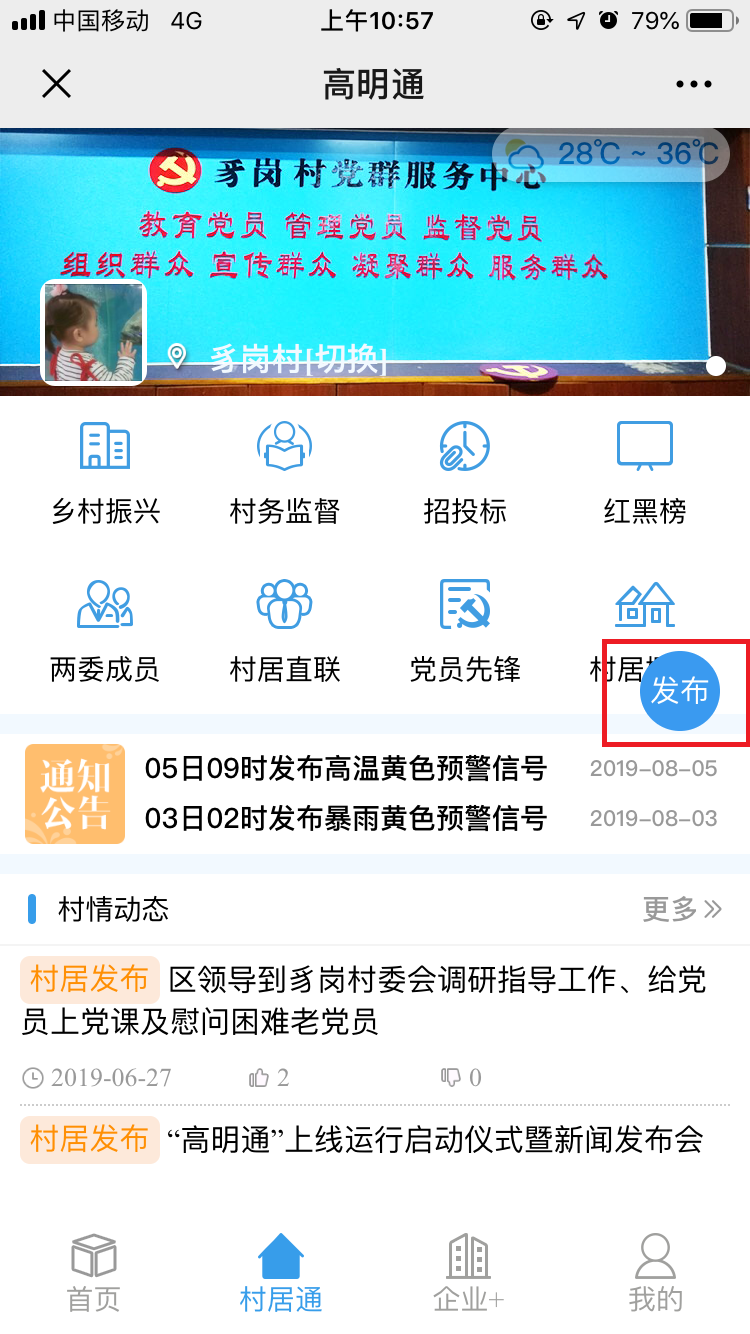 中国移动 4G 上午10:57 79%
高明通
28℃ ~ 36℃
豸岗村党群服务中心
教育党员 管理党员 监督党员
组织群众 宣传群众 凝聚群众 服务群众
豸岗村[切换]
乡村振兴 村务监督 招投标 红黑榜
两委成员 村居直联 党员先锋 村居
发布
通知公告
05日09时发布高温黄色预警信号 2019-08-05
03日02时发布暴雨黄色预警信号 2019-08-03
村情动态 更多
村居发布 区领导到豸岗村委会调研指导工作、给党
员上党课及慰问困难老党员
2019-06-27 2 0
村居发布 “高明通”上线运行启动仪式暨新闻发布会
首页 村居通 企业+ 我的